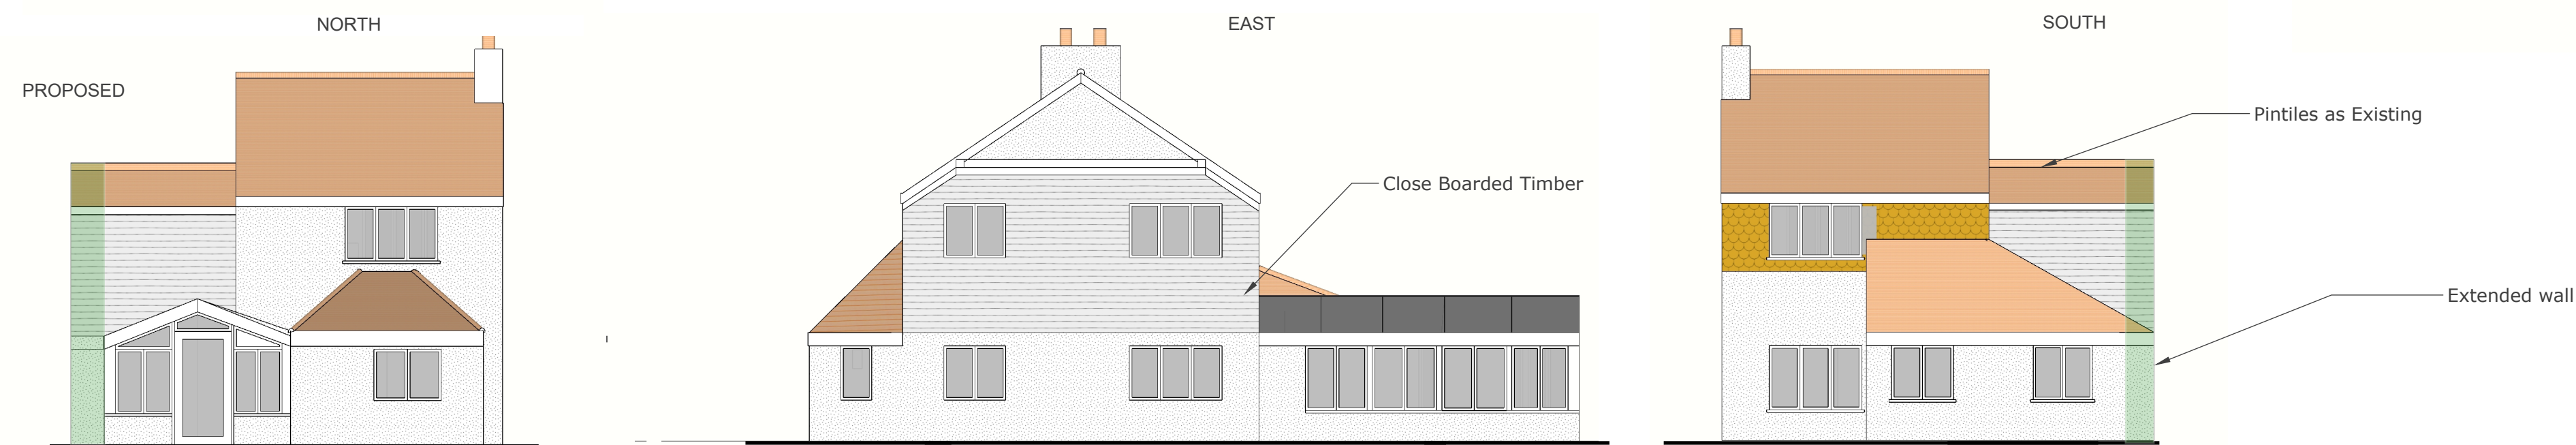 NORTH
EAST
SOUTH
PROPOSED
Pintiles as Existing
Close Boarded Timber
Extended wall